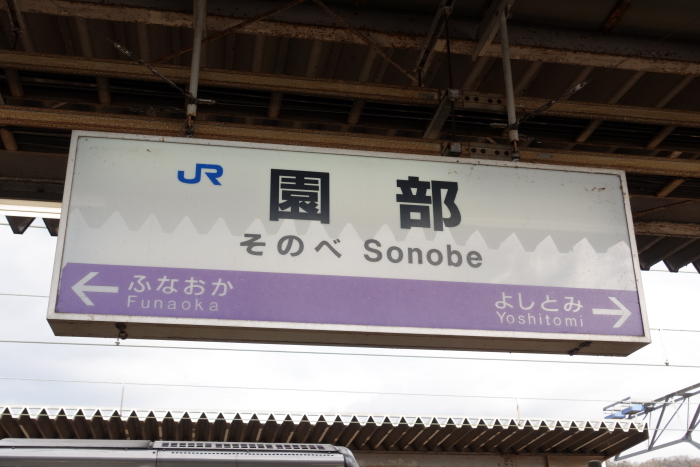 JR 園部
そのべ Sonobe
← ふなおか
Funaoka
よしとみ →
Yoshitomi